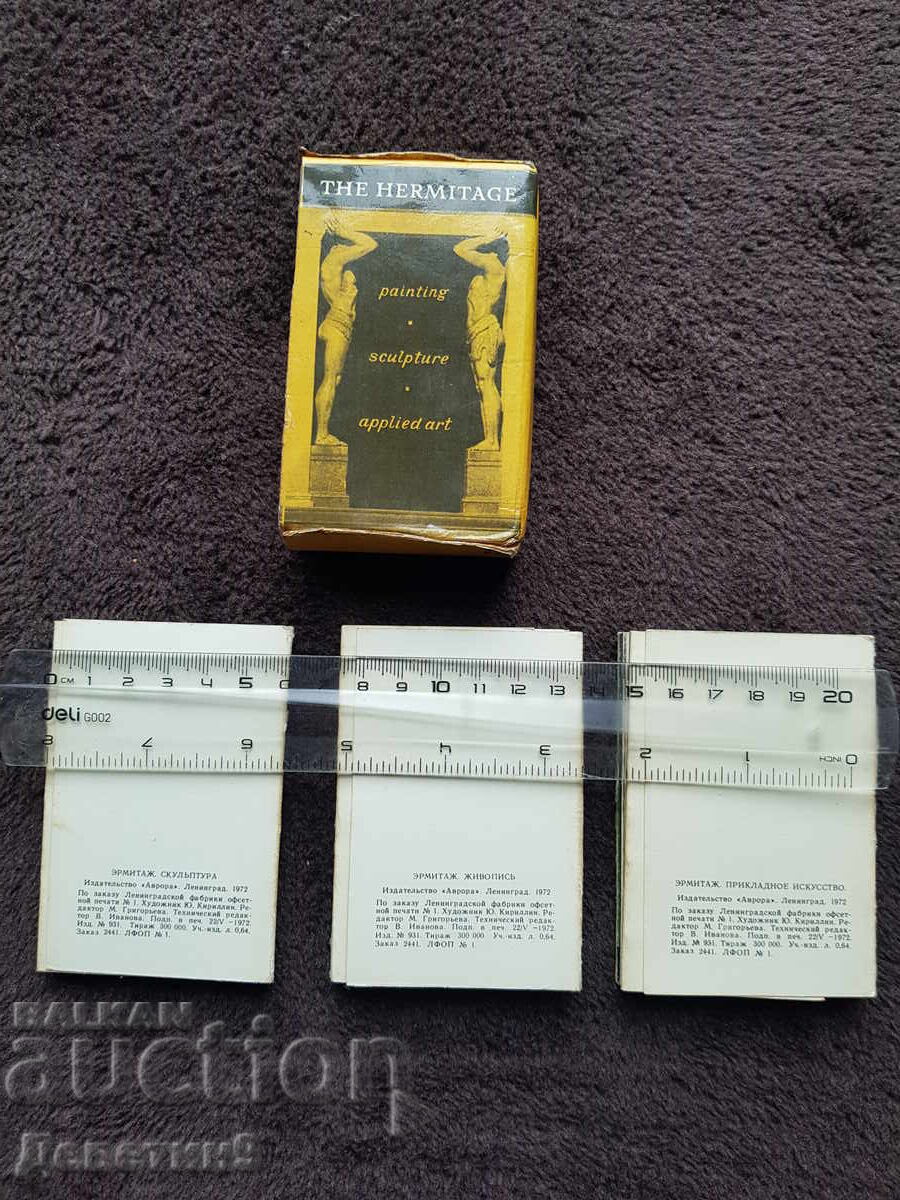 THE HERMITAGE
painting
sculpture
applied art
0 CM 1 2 3 4 5 6 8 9 10 11 12 13 14 15 16 17 18 19 20
deli G002
8 7 6 5 4 3 2 1 0 INCH
ЭРМИТАЖ. СКУЛЬПТУРА
Издательство «Аврора». Ленинград. 1972
По заказу Ленинградской фабрики офсет-
ной печати № 1. Художник Ю. Кириллин. Ре-
дактор М. Григорьева. Технический редак-
тор В. Иванова. Подп. в печ. 22/V —1972.
Изд. № 931. Тираж 300 000. Уч.-изд. л. 0,64.
Заказ 2441. ЛФОП № 1.
ЭРМИТАЖ. ЖИВОПИСЬ
Издательство «Аврора». Ленинград. 1972
По заказу Ленинградской фабрики офсет-
ной печати № 1. Художник Ю. Кириллин. Ре-
дактор М. Григорьева. Технический редак-
тор В. Иванова. Подп. в печ. 22/V —1972.
Изд. № 931. Тираж 300 000. Уч.-изд. л. 0,64.
Заказ 2441. ЛФОП № 1.
ЭРМИТАЖ. ПРИКЛАДНОЕ ИСКУССТВО.
Издательство «Аврора». Ленинград. 1972
По заказу Ленинградской фабрики офсет-
ной печати № 1. Художник Ю. Кириллин. Ре-
дактор М. Григорьева. Технический редак-
тор В. Иванова. Подп. в печ. 22/V —1972.
Изд. № 931. Тираж 300 000. Уч.-изд. л. 0,64.
Заказ 2441. ЛФОП № 1.
BALKAN
auction
Деветки9